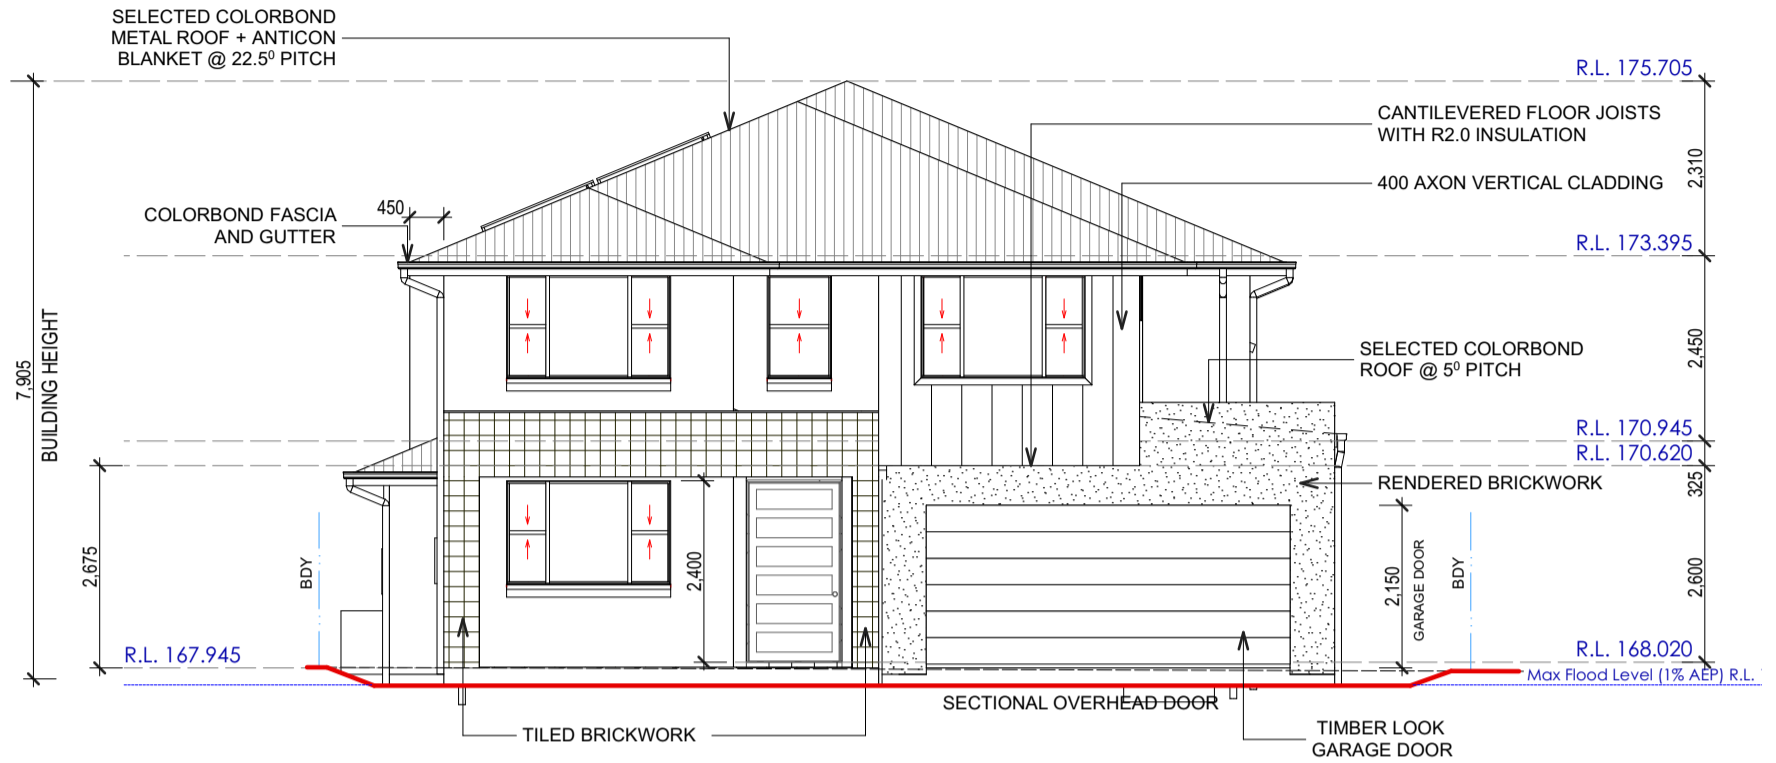 SELECTED COLORBOND
METAL ROOF + ANTICON
BLANKET @ 22.5⁰ PITCH
R.L. 175.705
CANTILEVERED FLOOR JOISTS
WITH R2.0 INSULATION
2,310
400 AXON VERTICAL CLADDING
450
COLORBOND FASCIA
AND GUTTER
R.L. 173.395
7,905
BUILDING HEIGHT
2,450
SELECTED COLORBOND
ROOF @ 5⁰ PITCH
R.L. 170.945
R.L. 170.620
325
RENDERED BRICKWORK
2,675
BDY
2,400
2,150
GARAGE DOOR
BDY
2,600
R.L. 167.945
R.L. 168.020
Max Flood Level (1% AEP) R.L.
SECTIONAL OVERHEAD DOOR
TILED BRICKWORK
TIMBER LOOK
GARAGE DOOR